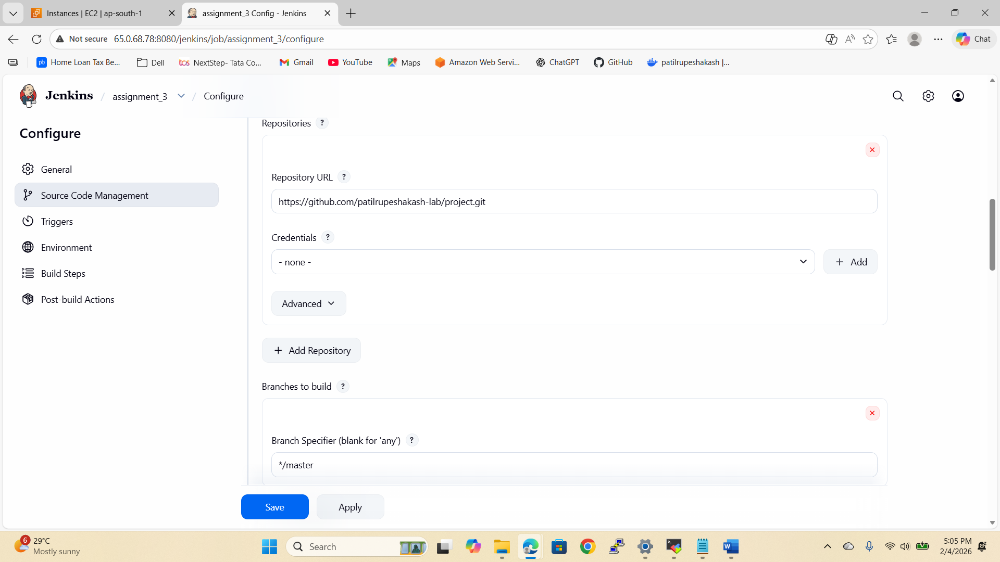 Instances | EC2 | ap-south-1
assignment_3 Config - Jenkins
Not secure 65.0.68.78:8080/jenkins/job/assignment_3/configure
Chat
pb Home Loan Tax Be...
Dell
tcs NextStep- Tata Co...
Gmail
YouTube
Maps
Amazon Web Servi...
ChatGPT
GitHub
patilrupeshakash |...
Jenkins / assignment_3 / Configure
Configure
General
Source Code Management
Triggers
Environment
Build Steps
Post-build Actions
Repositories ?
Repository URL ?
https://github.com/patilrupeshakash-lab/project.git
Credentials ?
- none -
+ Add
Advanced
+ Add Repository
Branches to build ?
Branch Specifier (blank for 'any') ?
*/master
Save
Apply
6
29°C
Mostly sunny
Search
5:05 PM
2/4/2026